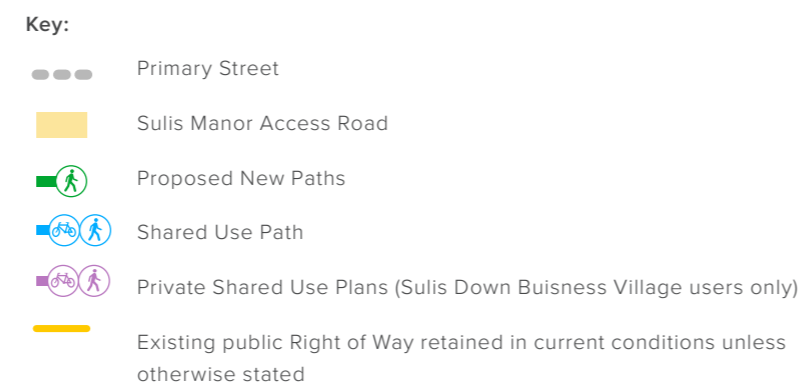 Key:
Primary Street
Sulis Manor Access Road
Proposed New Paths
Shared Use Path
Private Shared Use Plans (Sulis Down Buisness Village users only)
Existing public Right of Way retained in current conditions unless
otherwise stated